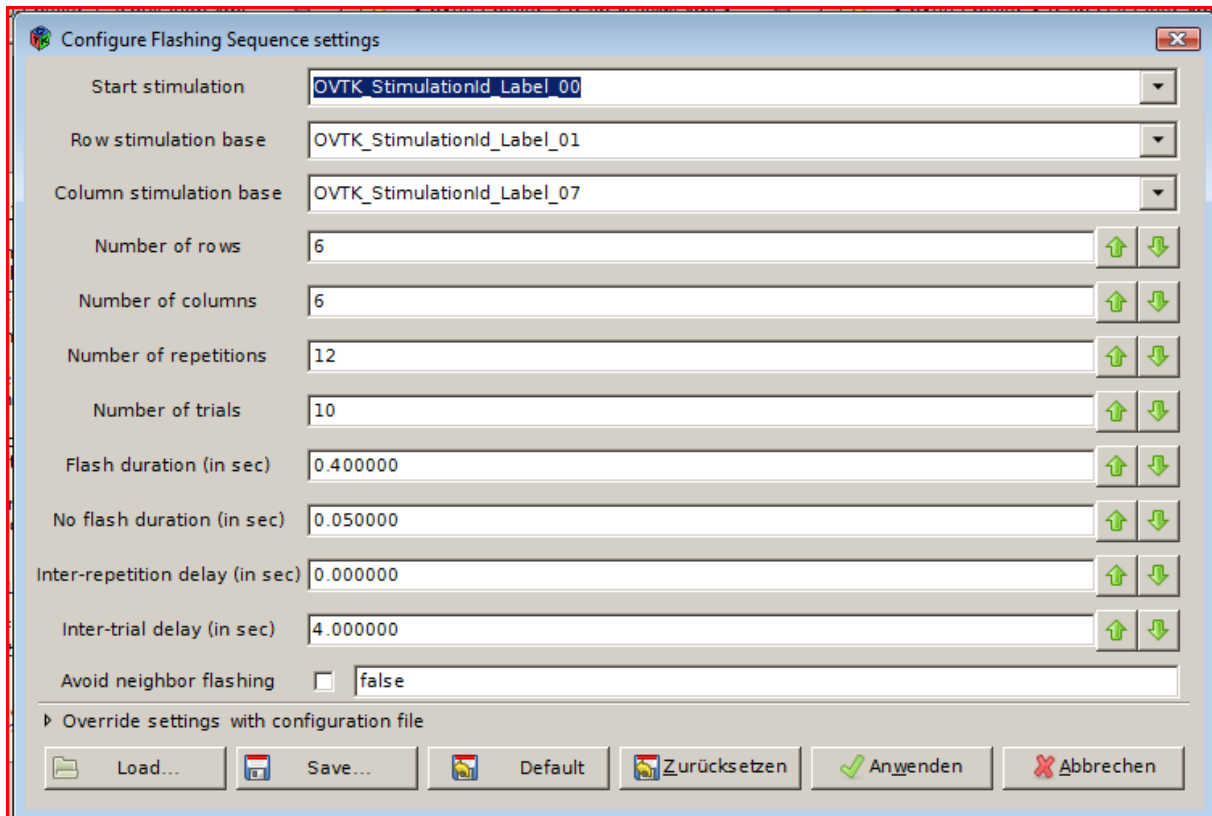 Configure Flashing Sequence settings
Start stimulation OVTK_StimulationId_Label_00
Row stimulation base OVTK_StimulationId_Label_01
Column stimulation base OVTK_StimulationId_Label_07
Number of rows 6
Number of columns 6
Number of repetitions 12
Number of trials 10
Flash duration (in sec) 0.400000
No flash duration (in sec) 0.050000
Inter-repetition delay (in sec) 0.000000
Inter-trial delay (in sec) 4.000000
Avoid neighbor flashing false
Override settings with configuration file
Load... Save... Default Zurücksetzen Anwenden Abbrechen